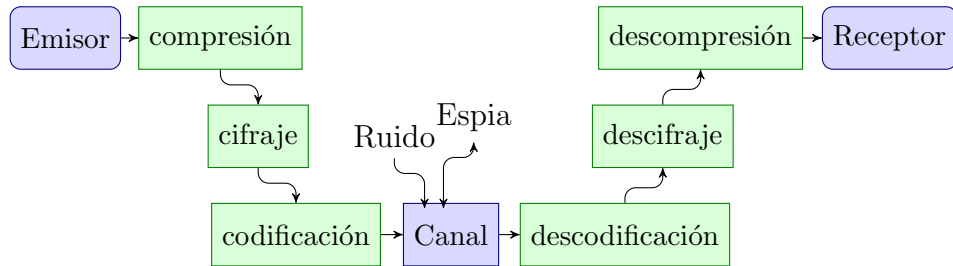 Emisor
compresión
descompresión
Receptor
cifraje
Ruido
Espia
descifraje
codificación
Canal
descodificación